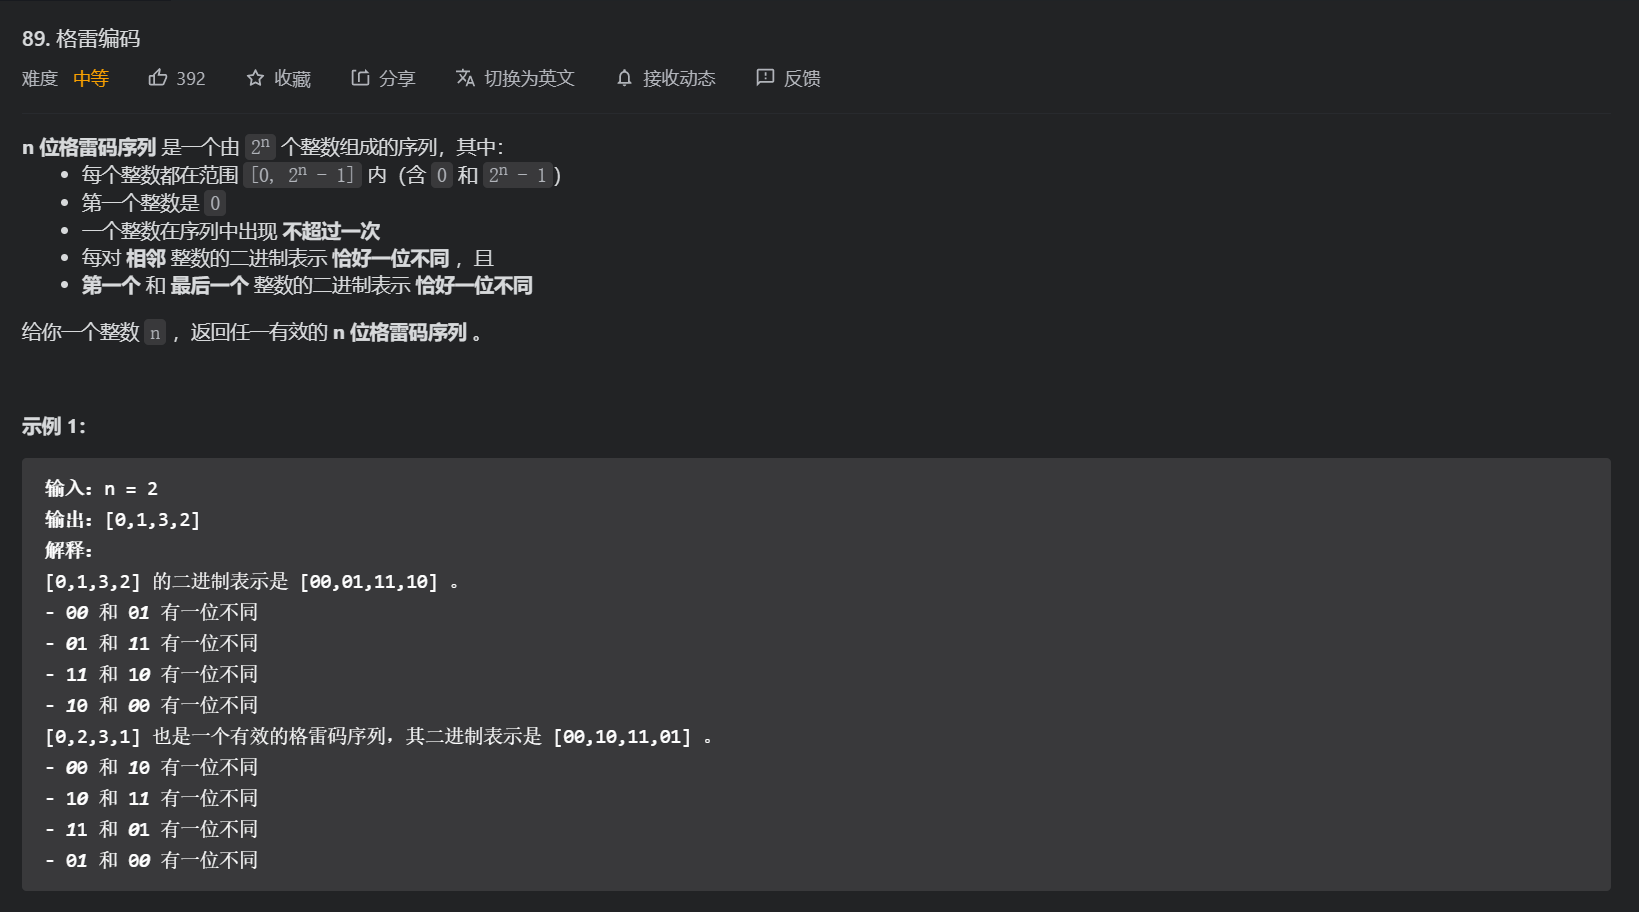 89. 格雷编码
难度 中等 392 收藏 分享 切换为英文 接收动态 反馈
n 位格雷码序列 是一个由 2ⁿ 个整数组成的序列，其中：
• 每个整数都在范围 [0, 2ⁿ - 1] 内（含 0 和 2ⁿ - 1）
• 第一个整数是 0
• 一个整数在序列中出现 不超过一次
• 每对 相邻 整数的二进制表示 恰好一位不同 ，且
• 第一个 和 最后一个 整数的二进制表示 恰好一位不同
给你一个整数 n ，返回任一有效的 n 位格雷码序列 。
示例 1：
输入：n = 2
输出：[0,1,3,2]
解释：
[0,1,3,2] 的二进制表示是 [00,01,11,10] 。
- 00 和 01 有一位不同
- 01 和 11 有一位不同
- 11 和 10 有一位不同
- 10 和 00 有一位不同
[0,2,3,1] 也是一个有效的格雷码序列，其二进制表示是 [00,10,11,01] 。
- 00 和 10 有一位不同
- 10 和 11 有一位不同
- 11 和 01 有一位不同
- 01 和 00 有一位不同